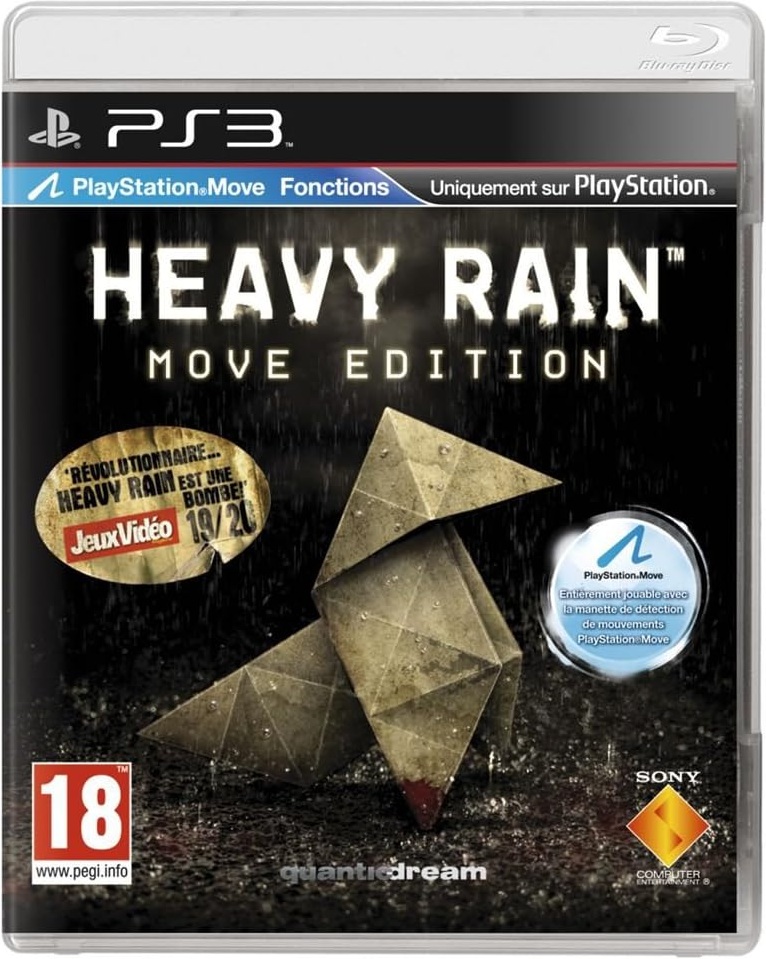 Blu-ray Disc
PS3™
PlayStation®Move Fonctions Uniquement sur PlayStation®
HEAVY RAIN™
MOVE EDITION
"RÉVOLUTIONNAIRE...
HEAVY RAIN EST UNE
BOMBE!"
JeuxVidéo 19/20
PlayStation®Move
Entièrement jouable avec
la manette de détection
de mouvements
PlayStation®Move
18™
www.pegi.info
quanticdream
SONY
COMPUTER
ENTERTAINMENT®